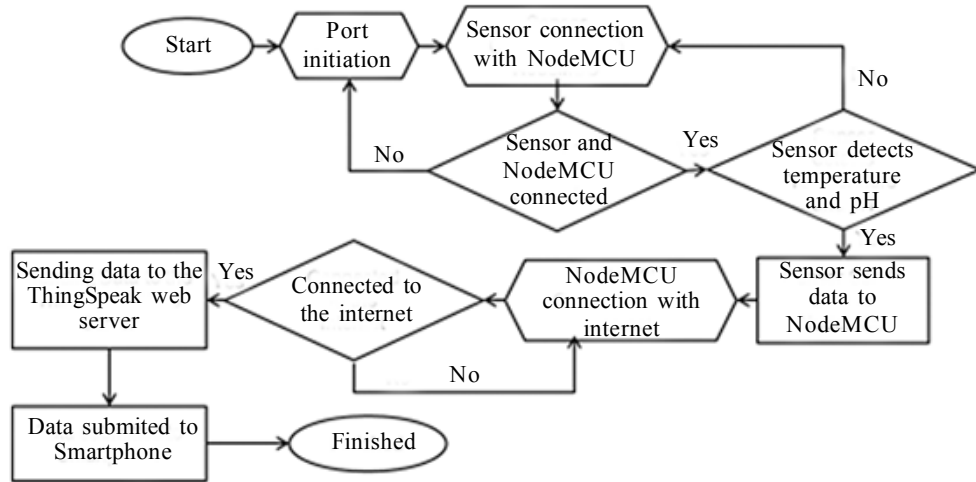 Start
Port
initiation
Sensor connection
with NodeMCU
No
Sensor and
NodeMCU
connected
No
Yes
Sensor detects
temperature
and pH
Yes
Sensor sends
data to
NodeMCU
NodeMCU
connection with
internet
Connected to
the internet
No
Yes
Sending data to the
ThingSpeak web
server
Data submited to
Smartphone
Finished